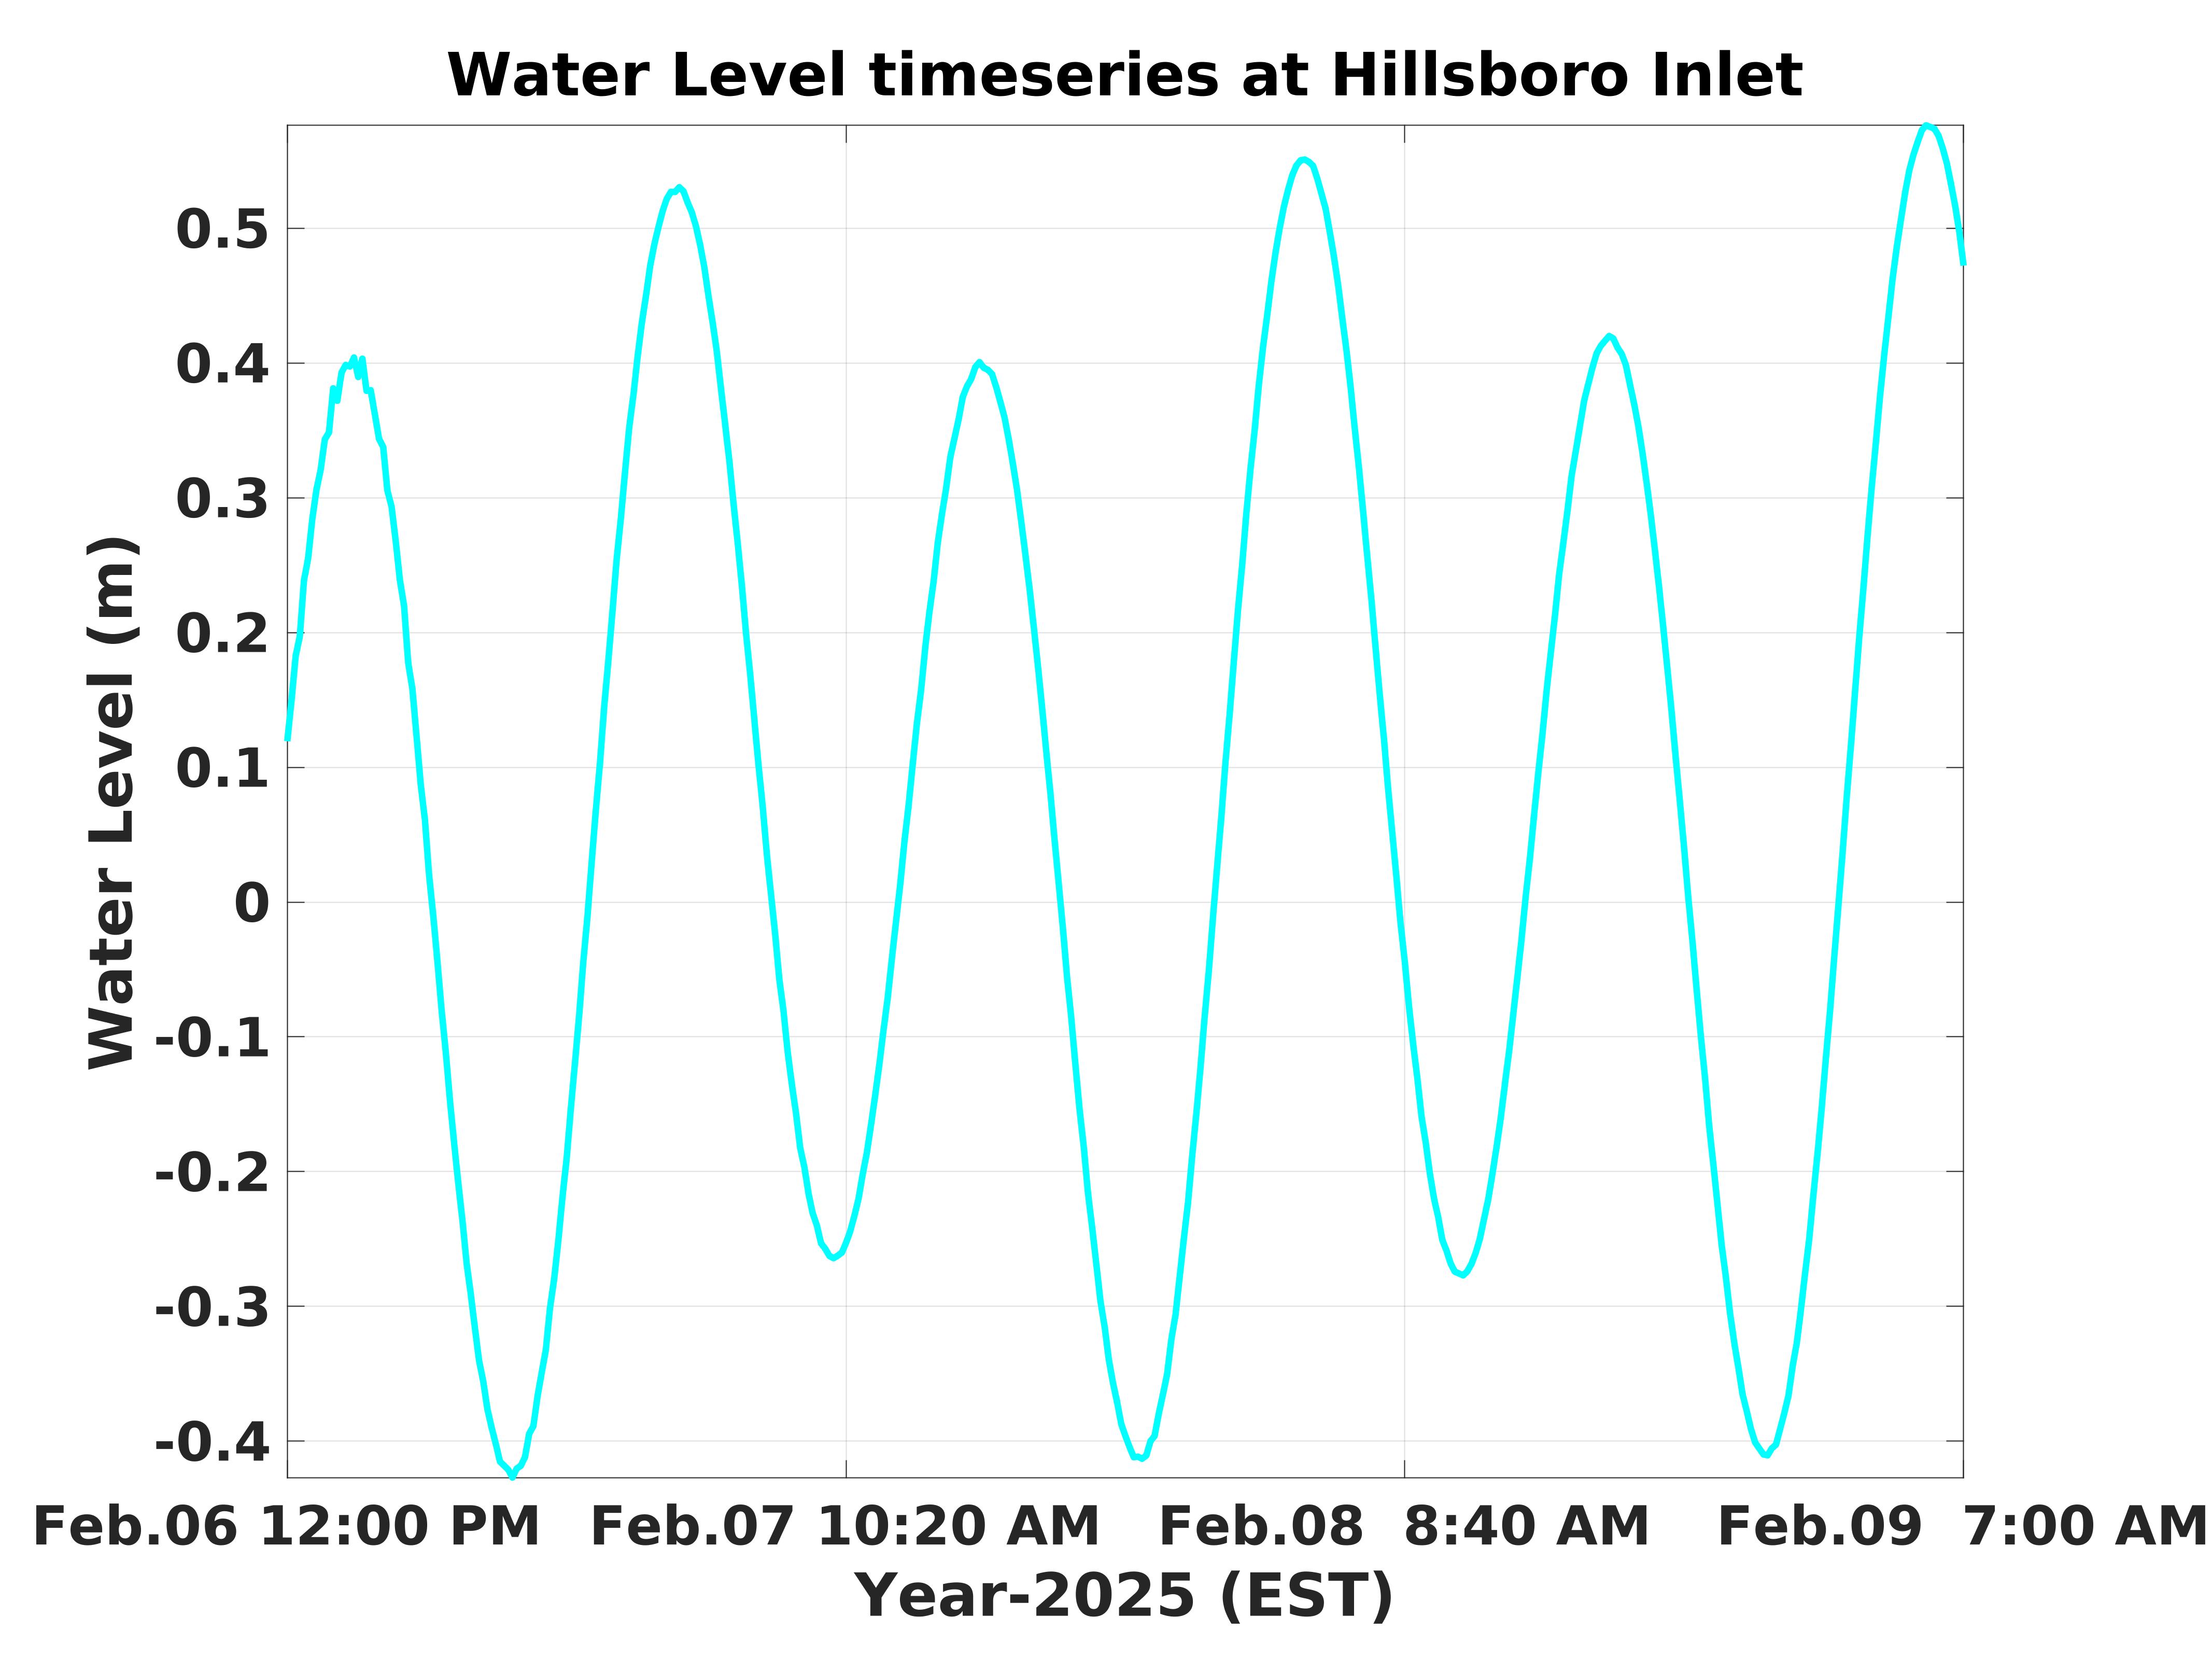 Water Level timeseries at Hillsboro Inlet
Water Level (m)
0.5
0.4
0.3
0.2
0.1
0
-0.1
-0.2
-0.3
-0.4
Feb.06 12:00 PM Feb.07 10:20 AM Feb.08 8:40 AM Feb.09 7:00 AM
Year-2025 (EST)